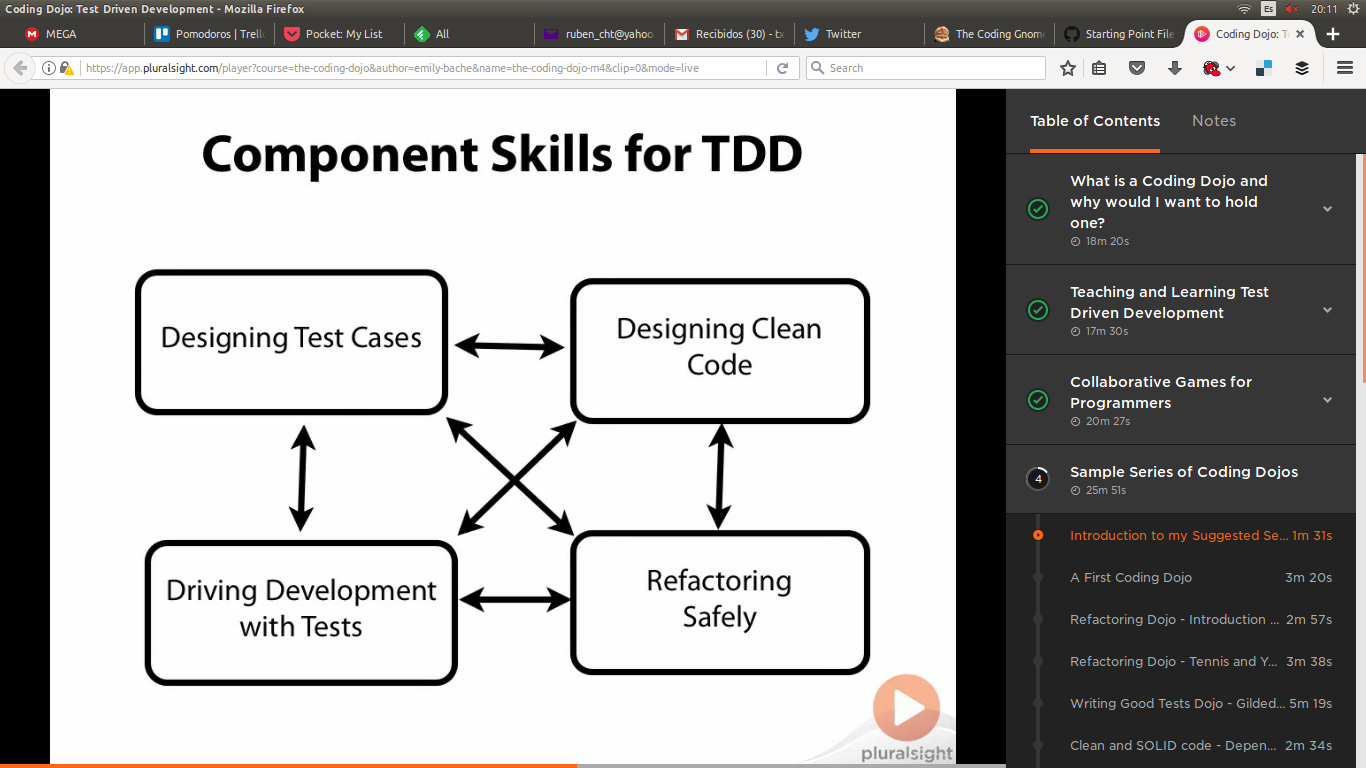 Coding Dojo: Test Driven Development - Mozilla Firefox
Es
20:11
MEGA
Pomodoros | Trell
Pocket: My List
All
ruben_cht@yahoo
Recibidos (30) - tx
Twitter
The Coding Gnom
Starting Point File
Coding Dojo: T
https://app.pluralsight.com/player?course=the-coding-dojo&author=emily-bache&name=the-coding-dojo-m4&clip=0&mode=live
Search
Component Skills for TDD
Designing Test Cases
Designing Clean
Code
Driving Development
with Tests
Refactoring
Safely
pluralsight
Table of Contents
Notes
What is a Coding Dojo and
why would I want to hold
one?
18m 20s
Teaching and Learning Test
Driven Development
17m 30s
Collaborative Games for
Programmers
20m 27s
4
Sample Series of Coding Dojos
25m 51s
Introduction to my Suggested Se... 1m 31s
A First Coding Dojo 3m 20s
Refactoring Dojo - Introduction ... 2m 57s
Refactoring Dojo - Tennis and Y... 3m 38s
Writing Good Tests Dojo - Gilded... 5m 19s
Clean and SOLID code - Depen... 2m 34s